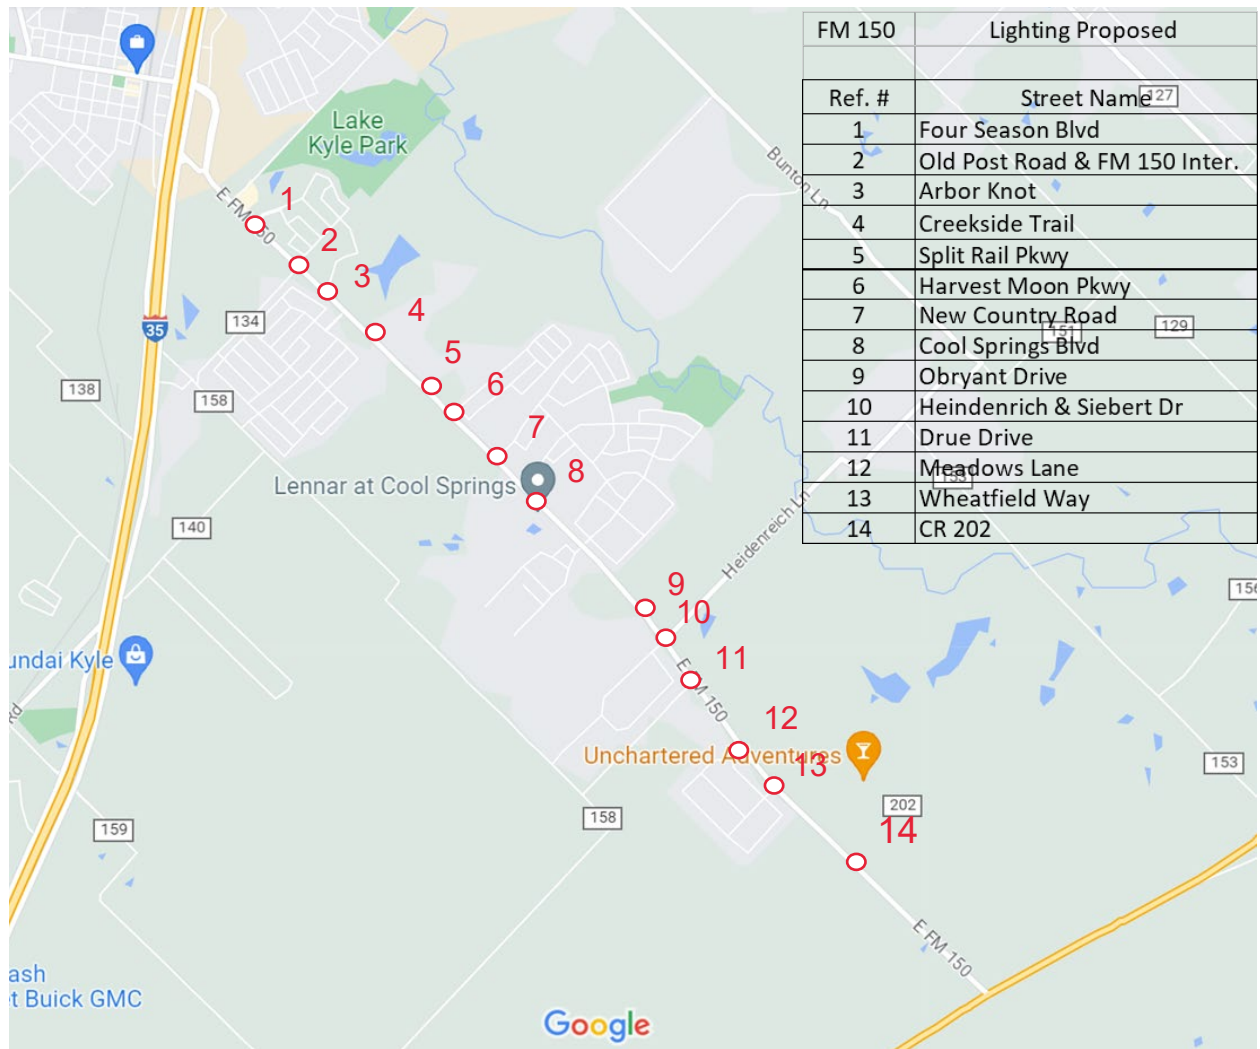 FM 150 Lighting Proposed
Ref. # Street Name
1 Four Season Blvd
2 Old Post Road & FM 150 Inter.
3 Arbor Knot
4 Creekside Trail
5 Split Rail Pkwy
6 Harvest Moon Pkwy
7 New Country Road
8 Cool Springs Blvd
9 Obryant Drive
10 Heindenrich & Siebert Dr
11 Drue Drive
12 Meadows Lane
13 Wheatfield Way
14 CR 202
127
Lake
Kyle Park
Bunton Ln
E FM 150
1
2
3
4
134
35
151
129
138
158
5
6
7
8
Lennar at Cool Springs
153
140
Heidenreich Ln
9
10
156
undai Kyle
11
E FM 150
Rd
12
Unchartered Adventures
13
153
202
158
159
14
E FM 150
ash
t Buick GMC
Google